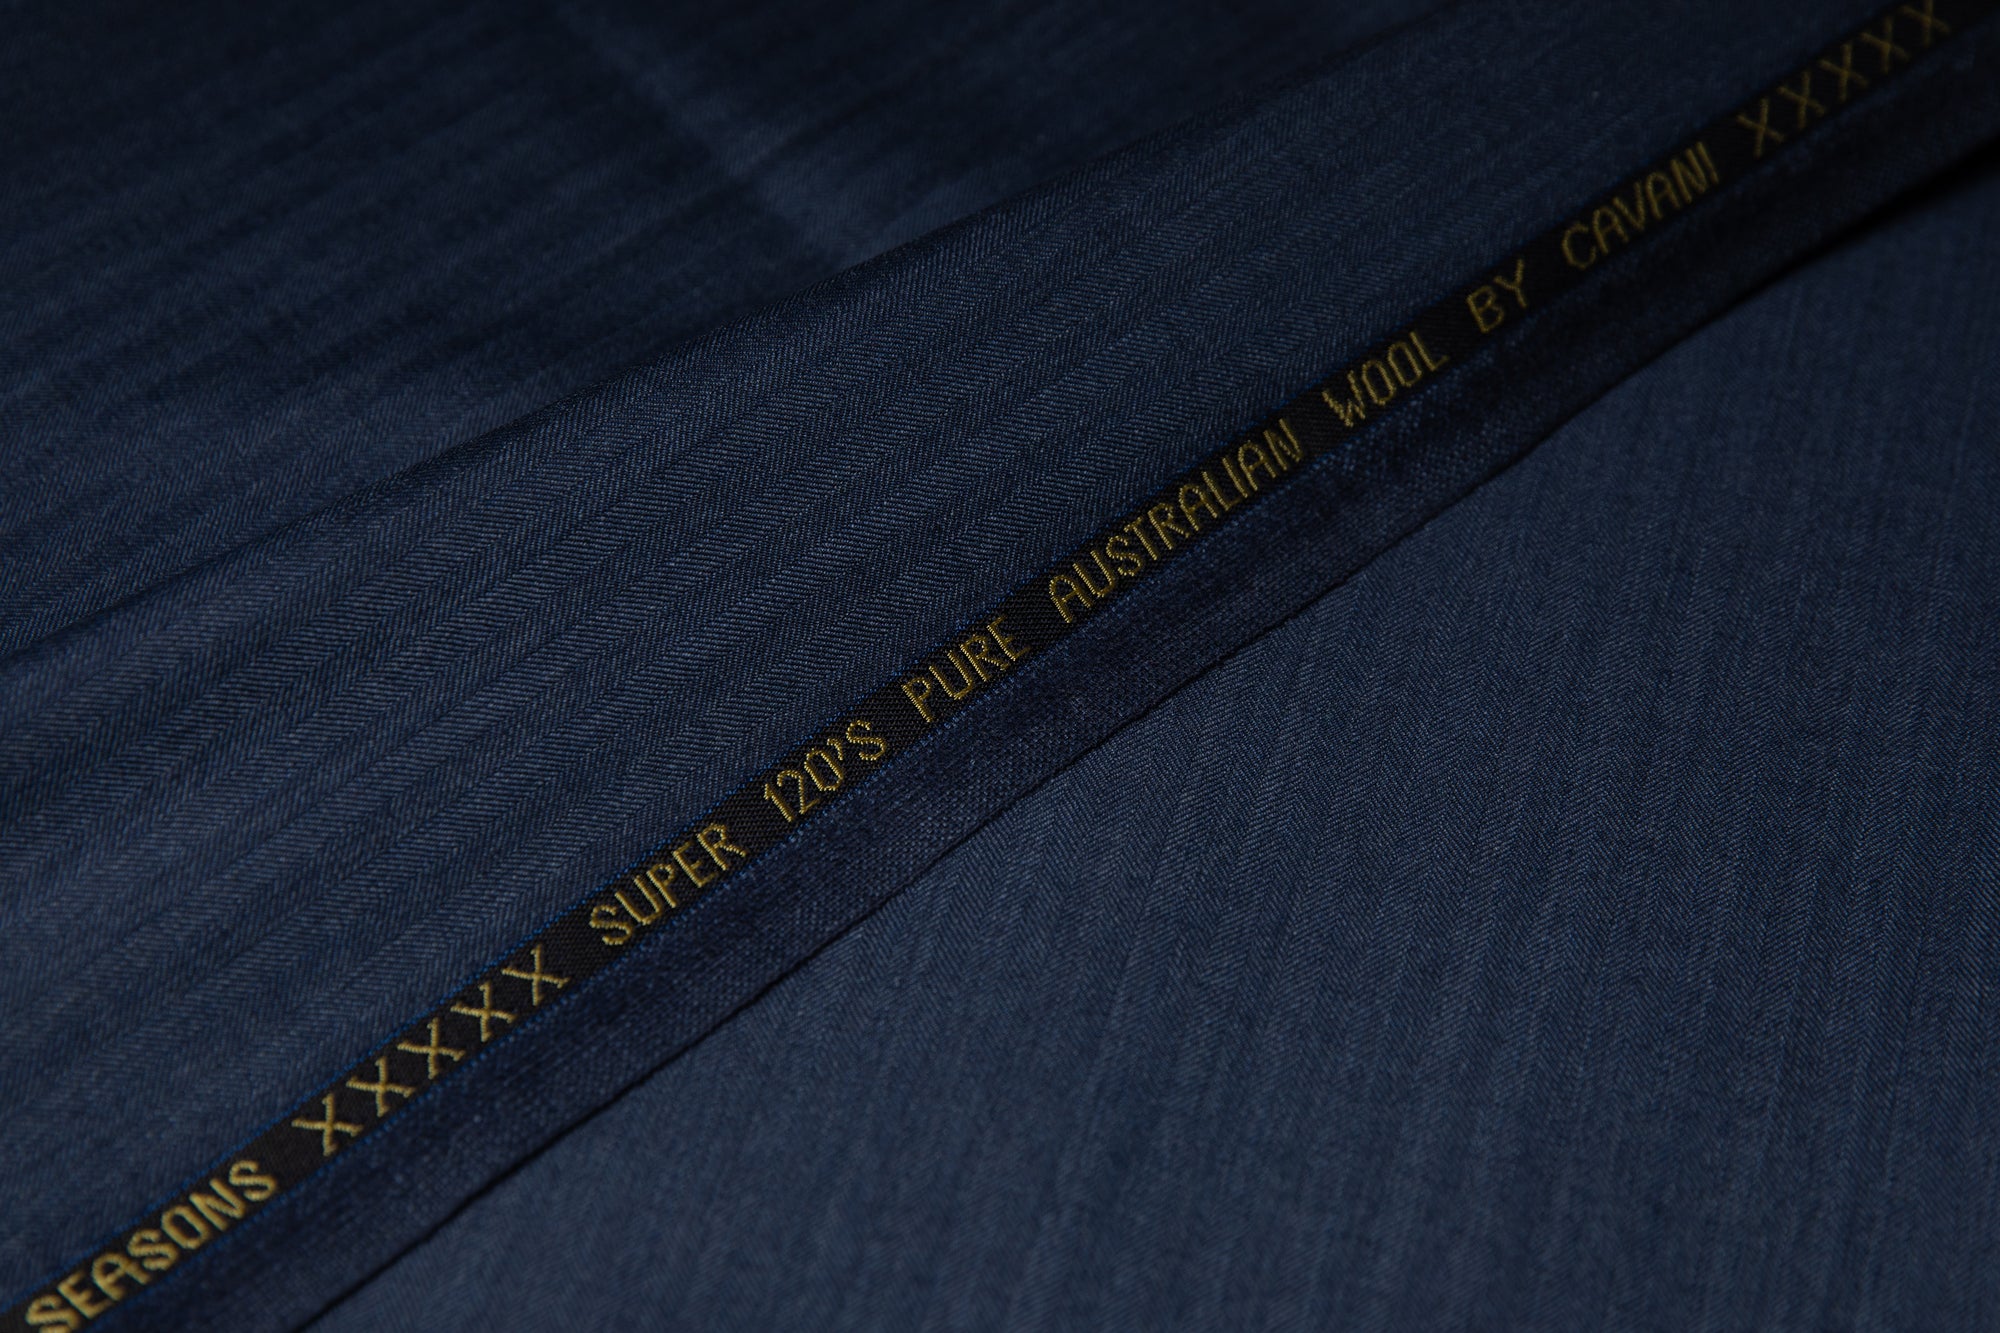 SEASONS XXXXX SUPER 120'S PURE AUSTRALIAN WOOL BY CAVANI XXXXX